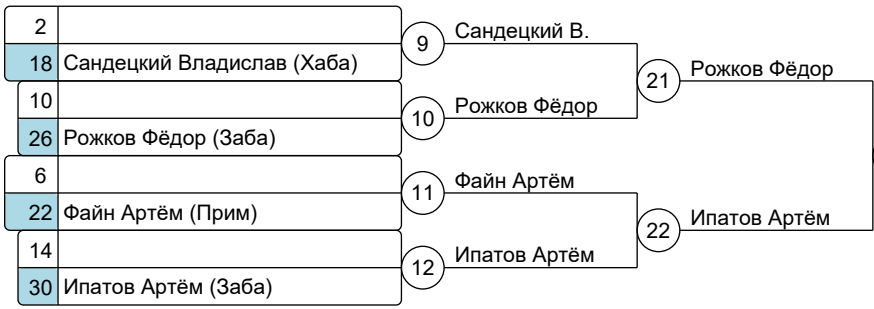 2
18 Сандецкий Владислав (Хаба)
10
26 Рожков Фёдор (Заба)
6
22 Файн Артём (Прим)
14
30 Ипатов Артём (Заба)
9 Сандецкий В.
10 Рожков Фёдор
11 Файн Артём
12 Ипатов Артём
21 Рожков Фёдор
22 Ипатов Артём